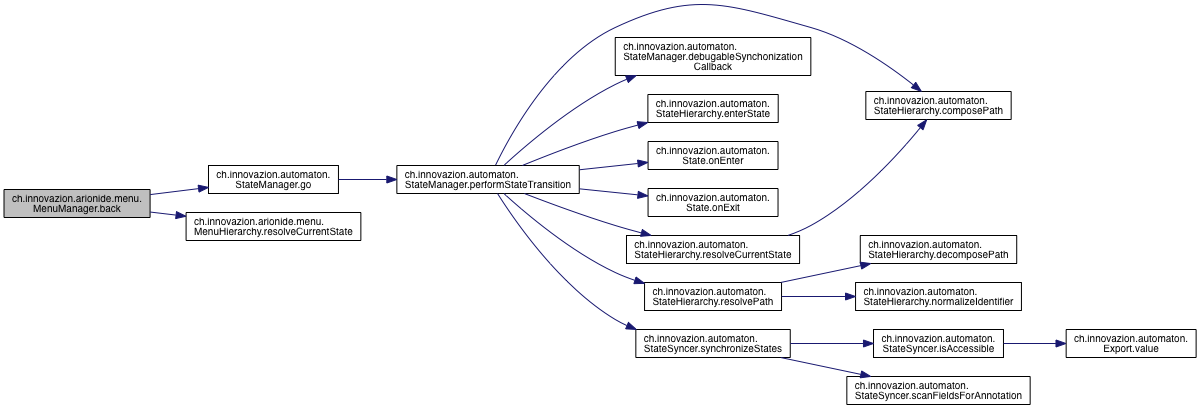 ch.innovazion.arionide.menu.
MenuManager.back
ch.innovazion.automaton.
StateManager.go
ch.innovazion.arionide.menu.
MenuHierarchy.resolveCurrentState
ch.innovazion.automaton.
StateManager.performStateTransition
ch.innovazion.automaton.
StateManager.debugableSynchonization
Callback
ch.innovazion.automaton.
StateHierarchy.enterState
ch.innovazion.automaton.
State.onEnter
ch.innovazion.automaton.
State.onExit
ch.innovazion.automaton.
StateHierarchy.resolveCurrentState
ch.innovazion.automaton.
StateHierarchy.resolvePath
ch.innovazion.automaton.
StateSyncer.synchronizeStates
ch.innovazion.automaton.
StateHierarchy.composePath
ch.innovazion.automaton.
StateHierarchy.decomposePath
ch.innovazion.automaton.
StateHierarchy.normalizeIdentifier
ch.innovazion.automaton.
StateSyncer.isAccessible
ch.innovazion.automaton.
StateSyncer.scanFieldsForAnnotation
ch.innovazion.automaton.
Export.value